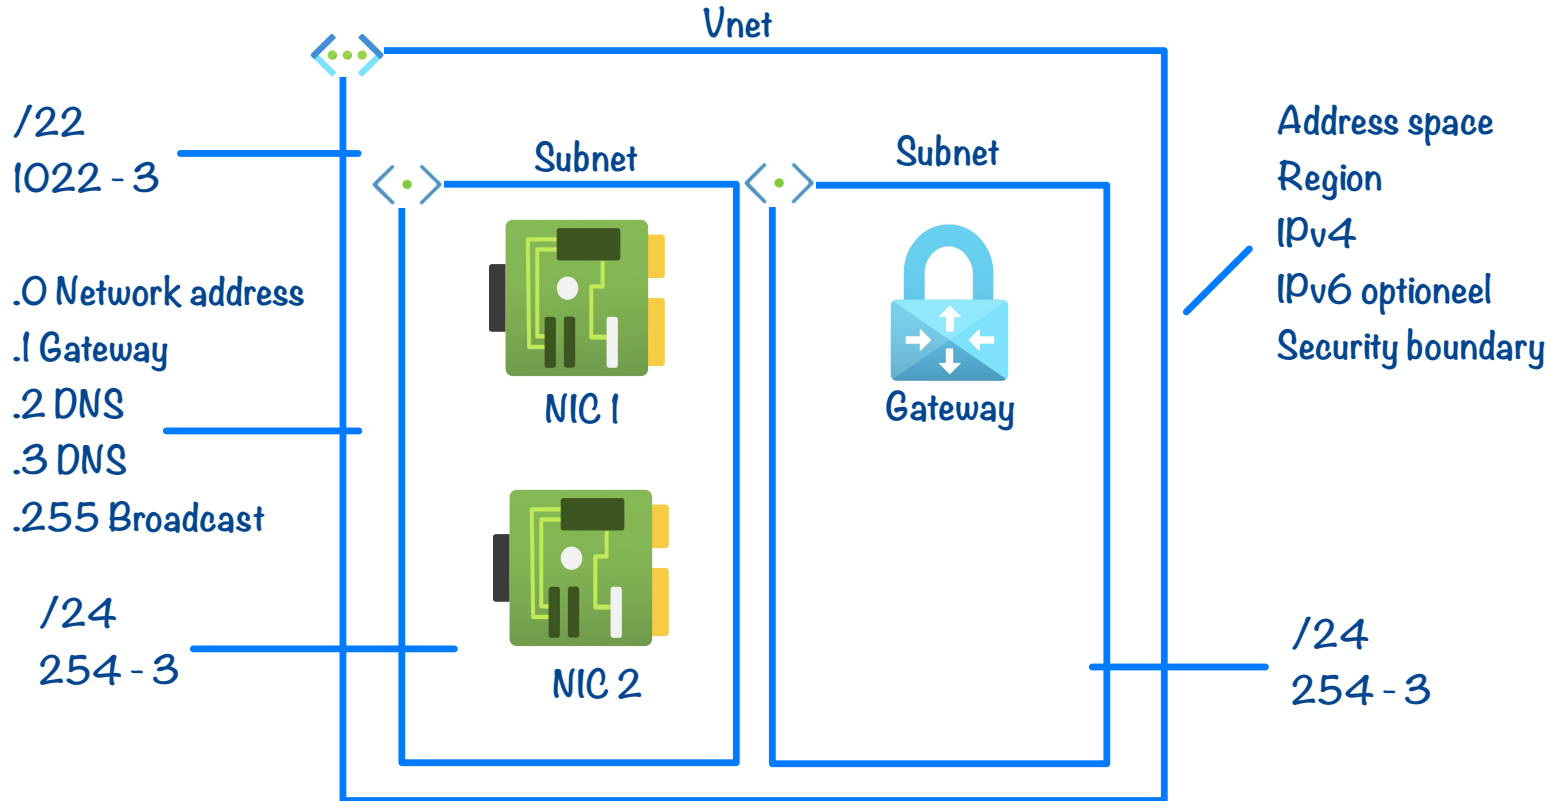 Vnet
/22
1022 - 3
.0 Network address
.1 Gateway
.2 DNS
.3 DNS
.255 Broadcast
/24
254 - 3
Subnet
NIC 1
NIC 2
Subnet
Gateway
Address space
Region
IPv4
IPv6 optioneel
Security boundary
/24
254 - 3